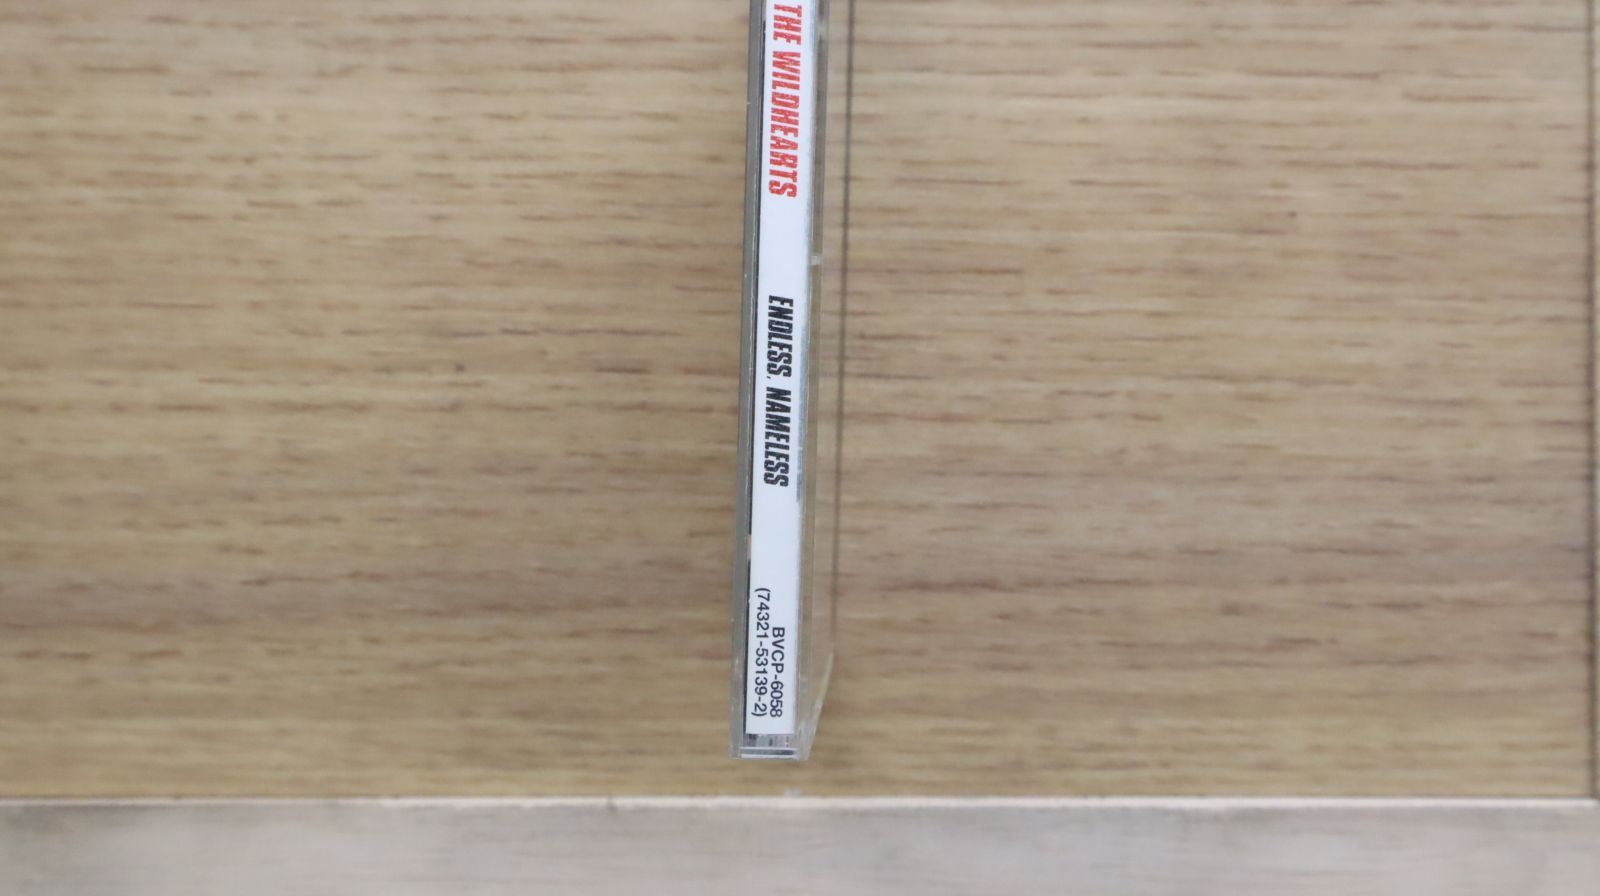 THE WILDHEARTS
ENDLESS, NAMELESS
BVCP-6058
(74321-53139-2)